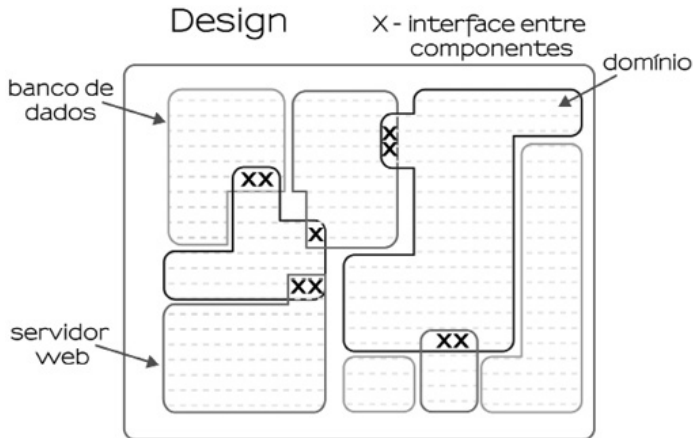 Design
X - interface entre
componentes
domínio
banco de
dados
XX
X
X
X
XX
XX
servidor
web